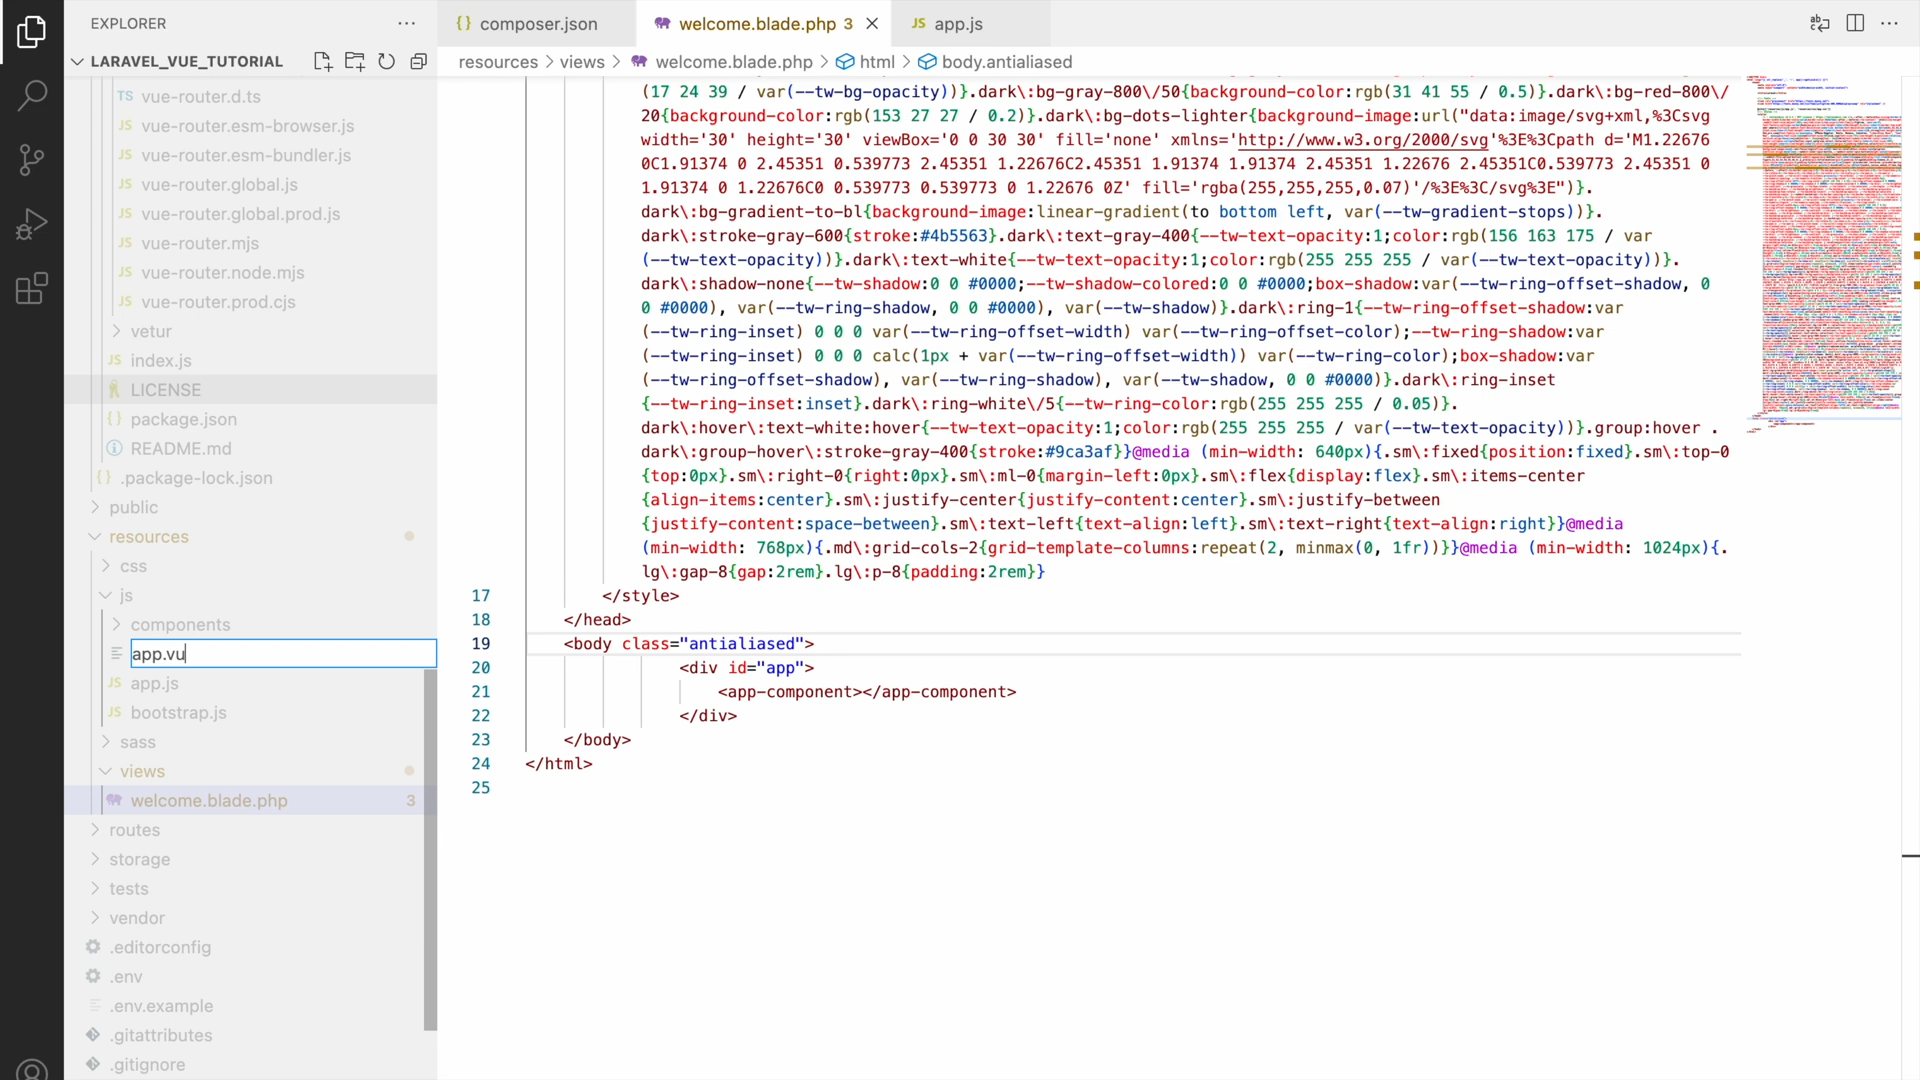 EXPLORER
LARAVEL_VUE_TUTORIAL
TS vue-router.d.ts
JS vue-router.esm-browser.js
JS vue-router.esm-bundler.js
JS vue-router.global.js
JS vue-router.global.prod.js
JS vue-router.mjs
JS vue-router.node.mjs
JS vue-router.prod.cjs
vetur
JS index.js
LICENSE
{} package.json
README.md
{} .package-lock.json
public
resources
css
js
components
app.vu
JS app.js
JS bootstrap.js
sass
views
welcome.blade.php 3
routes
storage
tests
vendor
.editorconfig
.env
.env.example
.gitattributes
.gitignore
{} composer.json
welcome.blade.php 3
JS app.js
resources > views > welcome.blade.php > html > body.antialiased
(17 24 39 / var(--tw-bg-opacity))}.dark\:bg-gray-800\/50{background-color:rgb(31 41 55 / 0.5)}.dark\:bg-red-800\/
20{background-color:rgb(153 27 27 / 0.2)}.dark\:bg-dots-lighter{background-image:url("data:image/svg+xml,%3Csvg
width='30' height='30' viewBox='0 0 30 30' fill='none' xmlns='http://www.w3.org/2000/svg'%3E%3Cpath d='M1.22676
0C1.91374 0 2.45351 0.539773 2.45351 1.22676C2.45351 1.91374 1.91374 2.45351 1.22676 2.45351C0.539773 2.45351 0
1.91374 0 1.22676C0 0.539773 0.539773 0 1.22676 0Z' fill='rgba(255,255,255,0.07)'/%3E%3C/svg%3E")}.
dark\:bg-gradient-to-bl{background-image:linear-gradient(to bottom left, var(--tw-gradient-stops))}.
dark\:stroke-gray-600{stroke:#4b5563}.dark\:text-gray-400{--tw-text-opacity:1;color:rgb(156 163 175 / var
(--tw-text-opacity))}.dark\:text-white{--tw-text-opacity:1;color:rgb(255 255 255 / var(--tw-text-opacity))}.
dark\:shadow-none{--tw-shadow:0 0 #0000;--tw-shadow-colored:0 0 #0000;box-shadow:var(--tw-ring-offset-shadow, 0
0 #0000), var(--tw-ring-shadow, 0 0 #0000), var(--tw-shadow)}.dark\:ring-1{--tw-ring-offset-shadow:var
(--tw-ring-inset) 0 0 0 var(--tw-ring-offset-width) var(--tw-ring-offset-color);--tw-ring-shadow:var
(--tw-ring-inset) 0 0 0 calc(1px + var(--tw-ring-offset-width)) var(--tw-ring-color);box-shadow:var
(--tw-ring-offset-shadow), var(--tw-ring-shadow), var(--tw-shadow, 0 0 #0000)}.dark\:ring-inset
{--tw-ring-inset:inset}.dark\:ring-white\/5{--tw-ring-color:rgb(255 255 255 / 0.05)}.
dark\:hover\:text-white:hover{--tw-text-opacity:1;color:rgb(255 255 255 / var(--tw-text-opacity))}.group:hover .
dark\:group-hover\:stroke-gray-400{stroke:#9ca3af}}@media (min-width: 640px){.sm\:fixed{position:fixed}.sm\:top-0
{top:0px}.sm\:right-0{right:0px}.sm\:ml-0{margin-left:0px}.sm\:flex{display:flex}.sm\:items-center
{align-items:center}.sm\:justify-center{justify-content:center}.sm\:justify-between
{justify-content:space-between}.sm\:text-left{text-align:left}.sm\:text-right{text-align:right}}@media
(min-width: 768px){.md\:grid-cols-2{grid-template-columns:repeat(2, minmax(0, 1fr))}}@media (min-width: 1024px){.
lg\:gap-8{gap:2rem}.lg\:p-8{padding:2rem}}
17 </style>
18 </head>
19 <body class="antialiased">
20 <div id="app">
21 <app-component></app-component>
22 </div>
23 </body>
24 </html>
25